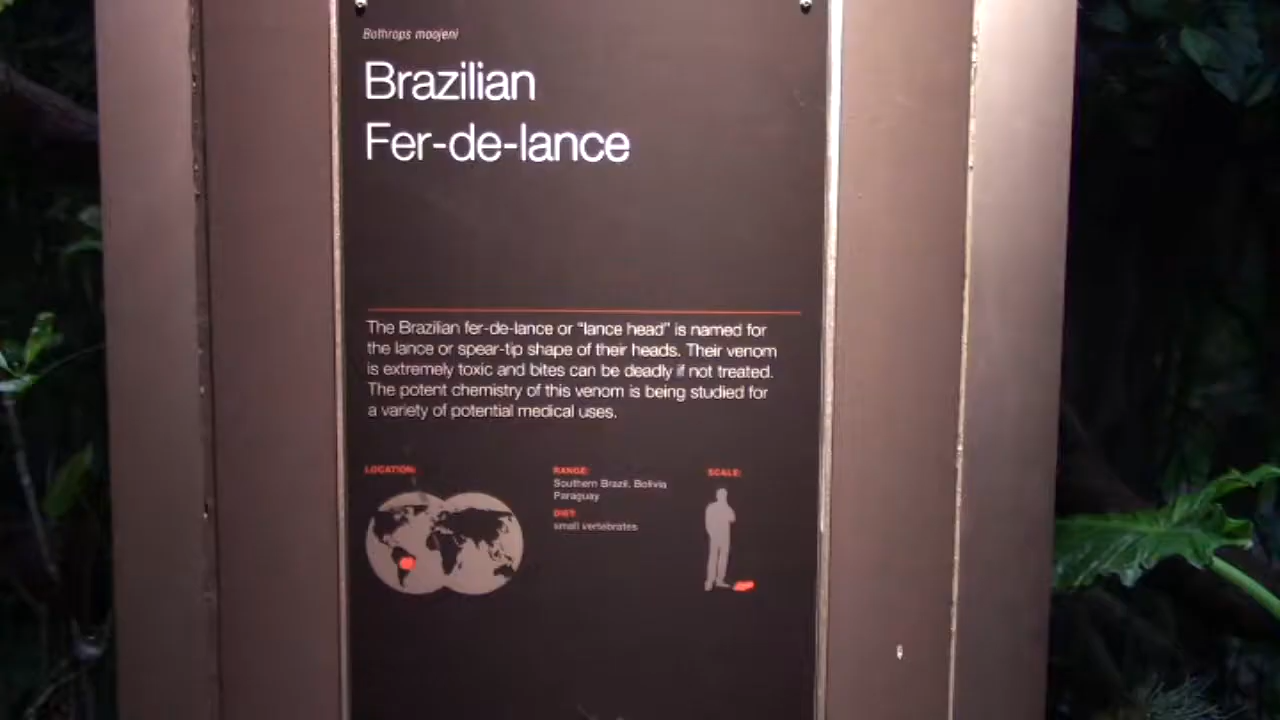 Bothrops moojeni
Brazilian
Fer-de-lance
The Brazilian fer-de-lance or “lance head” is named for
the lance or spear-tip shape of their heads. Their venom
is extremely toxic and bites can be deadly if not treated.
The potent chemistry of this venom is being studied for
a variety of potential medical uses.
LOCATION:
RANGE:
Southern Brazil, Bolivia
Paraguay
DIET:
small vertebrates
SCALE: